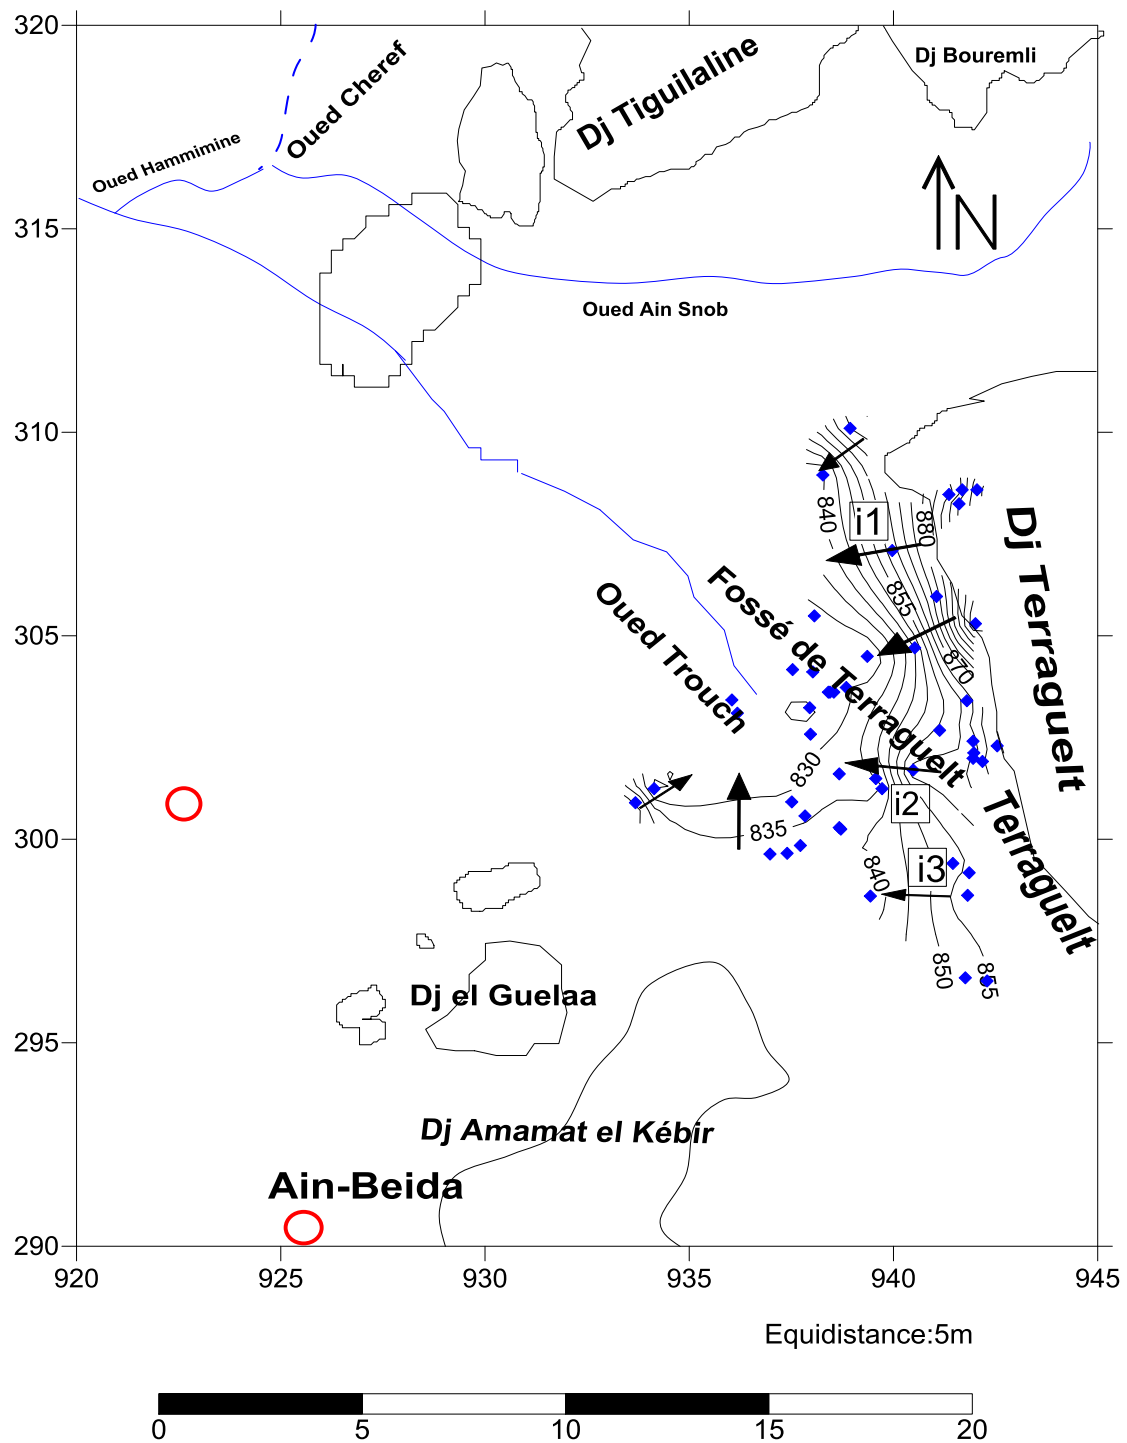 320
Dj Bouremli
Dj Tiguilaline
Oued Cheref
Oued Hammimine
315
N
Oued Ain Snob
310
840
i1
880
Dj Terraguelt
855
305
Fossé de Terraguelt
Oued Trouch
870
830
i2
Terraguelt
300
835
840
i3
850
855
Dj el Guelaa
295
Dj Amamat el Kébir
Ain-Beida
290
920
925
930
935
940
945
Equidistance:5m
0
5
10
15
20